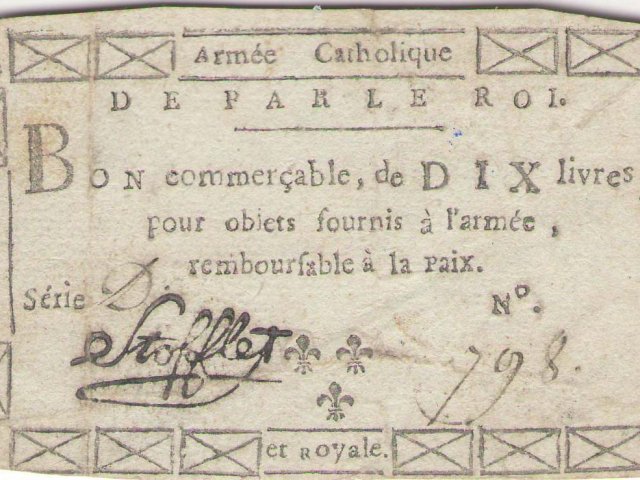 Armée Catholique
DE PAR LE ROI.
BON commerçable, de DIX livres
pour objets fournis à l'armée,
rembourſable à la paix.
Série D. N°.
Stofflet 798.
et Royale.